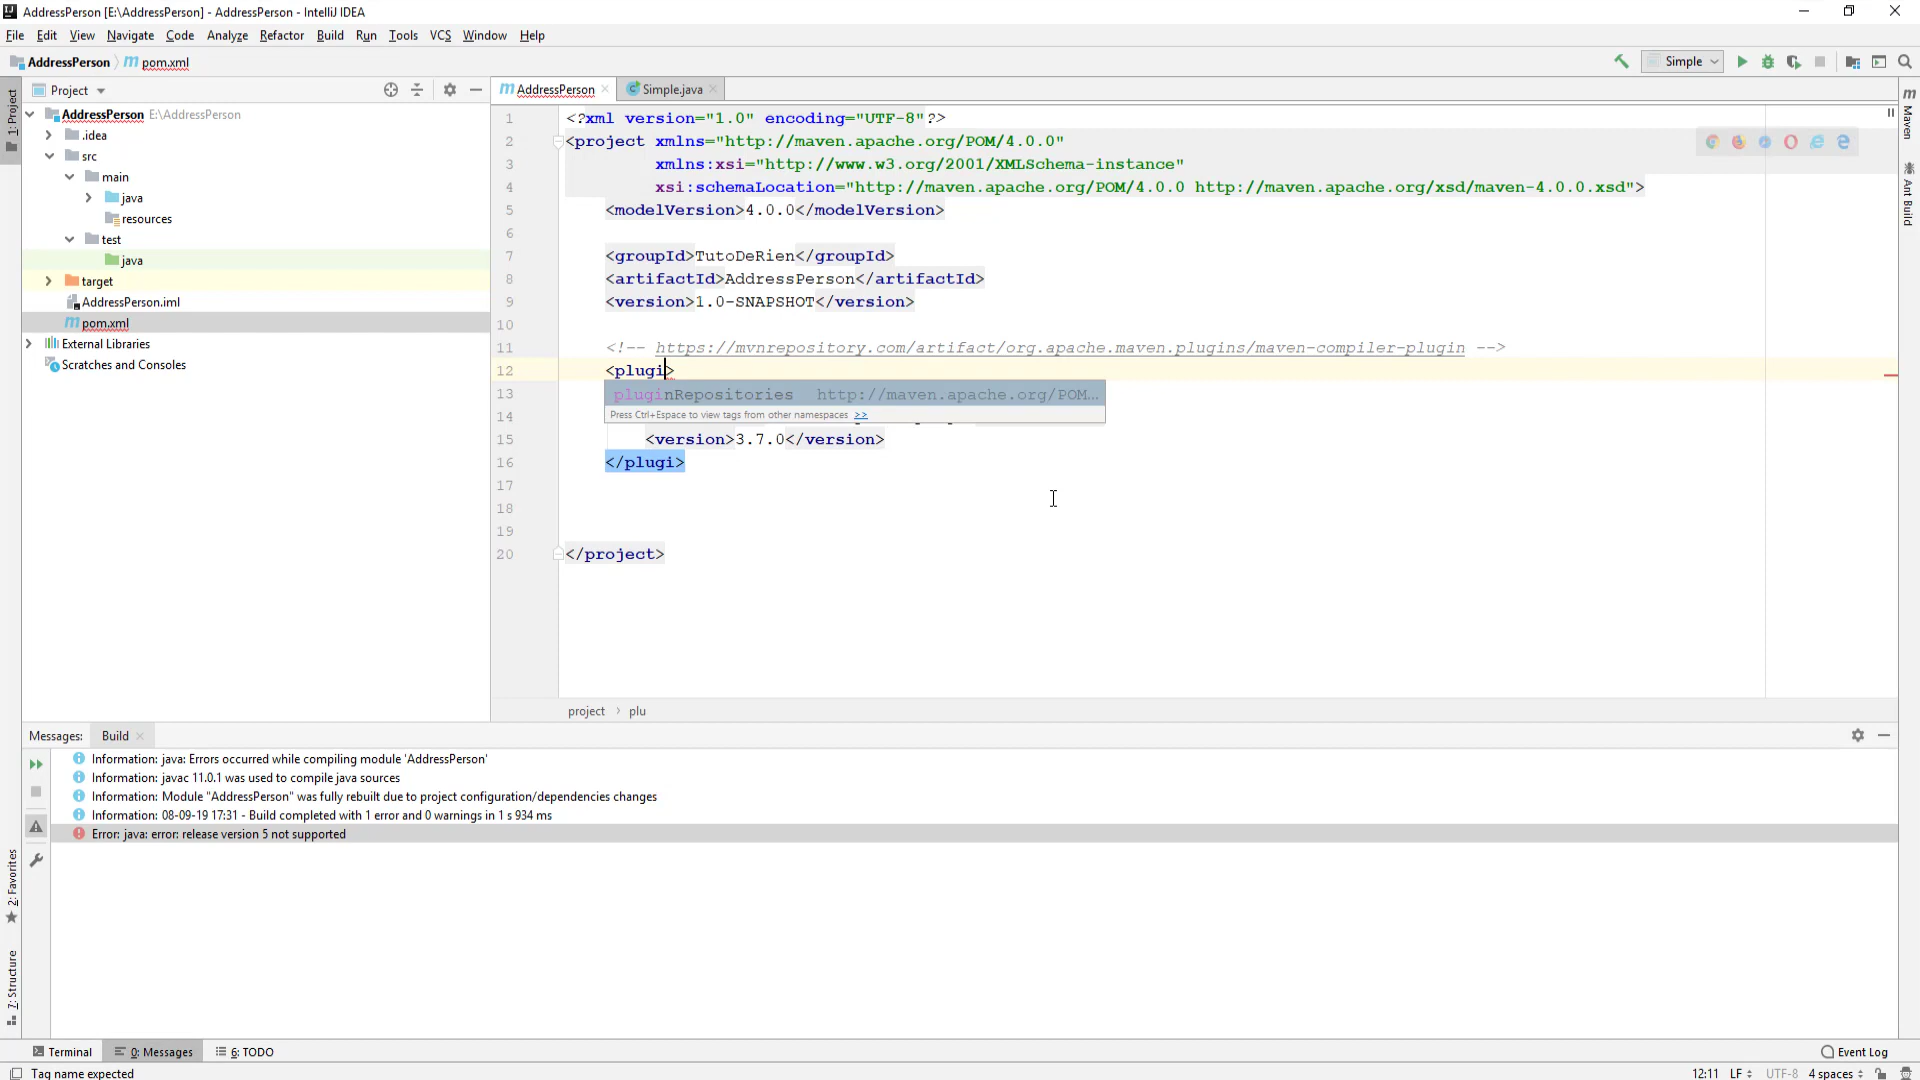 AddressPerson [E:\AddressPerson] - AddressPerson - IntelliJ IDEA
File Edit View Navigate Code Analyze Refactor Build Run Tools VCS Window Help
AddressPerson pom.xml
Simple
1: Project
Project
AddressPerson E:\AddressPerson
.idea
src
main
java
resources
test
java
target
AddressPerson.iml
pom.xml
External Libraries
Scratches and Consoles
AddressPerson Simple.java
1 <?xml version="1.0" encoding="UTF-8"?>
2 <project xmlns="http://maven.apache.org/POM/4.0.0"
3 xmlns:xsi="http://www.w3.org/2001/XMLSchema-instance"
4 xsi:schemaLocation="http://maven.apache.org/POM/4.0.0 http://maven.apache.org/xsd/maven-4.0.0.xsd">
5 <modelVersion>4.0.0</modelVersion>
6
7 <groupId>TutoDeRien</groupId>
8 <artifactId>AddressPerson</artifactId>
9 <version>1.0-SNAPSHOT</version>
10
11 <!-- https://mvnrepository.com/artifact/org.apache.maven.plugins/maven-compiler-plugin -->
12 <plugi>
13 pluginRepositories http://maven.apache.org/POM...
14 Press Ctrl+Espace to view tags from other namespaces >>
15 <version>3.7.0</version>
16 </plugi>
17
18
19
20 </project>
project › plu
Maven
Ant Build
Messages: Build
Information: java: Errors occurred while compiling module 'AddressPerson'
Information: javac 11.0.1 was used to compile java sources
Information: Module "AddressPerson" was fully rebuilt due to project configuration/dependencies changes
Information: 08-09-19 17:31 - Build completed with 1 error and 0 warnings in 1 s 934 ms
Error: java: error: release version 5 not supported
2: Favorites
7: Structure
Terminal 0: Messages 6: TODO Event Log
Tag name expected 12:11 LF UTF-8 4 spaces